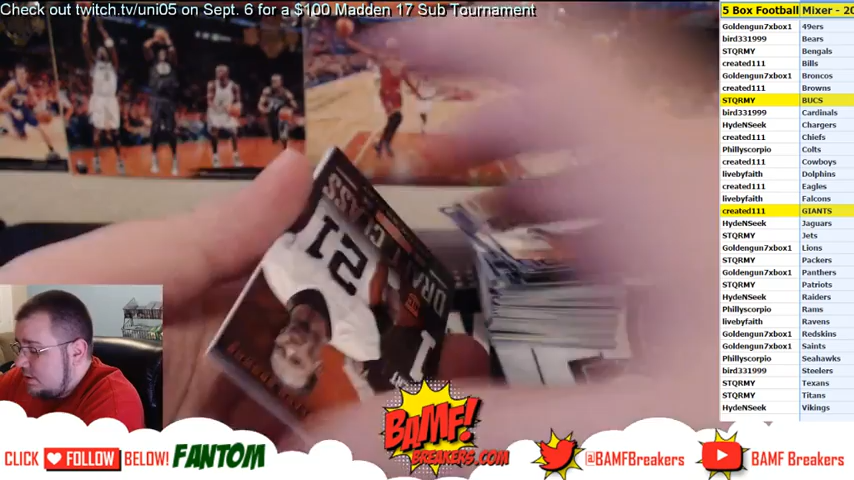 Check out twitch.tv/uni05 on Sept. 6 for a $100 Madden 17 Sub Tournament
5 Box Football Mixer - 20
Goldengun7xbox1 49ers
bird331999 Bears
STQRMY Bengals
created111 Bills
Goldengun7xbox1 Broncos
created111 Browns
STQRMY BUCS
bird331999 Cardinals
HydeNSeek Chargers
created111 Chiefs
Phillyscorpio Colts
created111 Cowboys
livebyfaith Dolphins
created111 Eagles
livebyfaith Falcons
created111 GIANTS
HydeNSeek Jaguars
STQRMY Jets
Goldengun7xbox1 Lions
STQRMY Packers
Goldengun7xbox1 Panthers
STQRMY Patriots
HydeNSeek Raiders
Phillyscorpio Rams
livebyfaith Ravens
Goldengun7xbox1 Redskins
Goldengun7xbox1 Saints
Phillyscorpio Seahawks
bird331999 Steelers
STQRMY Texans
STQRMY Titans
HydeNSeek Vikings
DRAFT CLASS
21
DRA
1
CLICK FOLLOW BELOW! FANTOM
BAMF!
BREAKERS.COM
@BAMFBreakers
BAMF Breakers